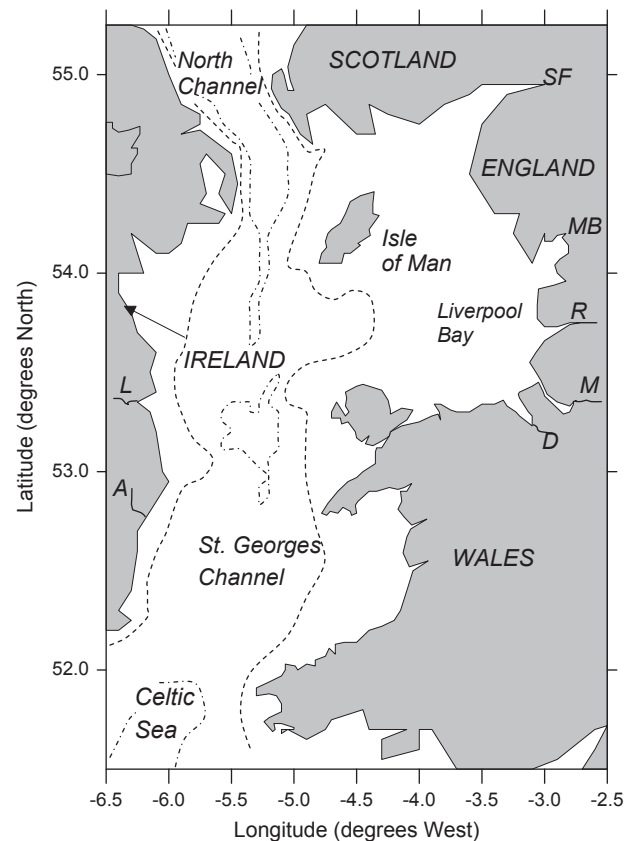 North
Channel
SCOTLAND
SF
ENGLAND
MB
Isle
of Man
Liverpool
Bay
R
IRELAND
L
M
D
A
St. Georges
Channel
WALES
Celtic
Sea
55.0
54.0
53.0
52.0
Latitude (degrees North)
-6.5 -6.0 -5.5 -5.0 -4.5 -4.0 -3.5 -3.0 -2.5
Longitude (degrees West)